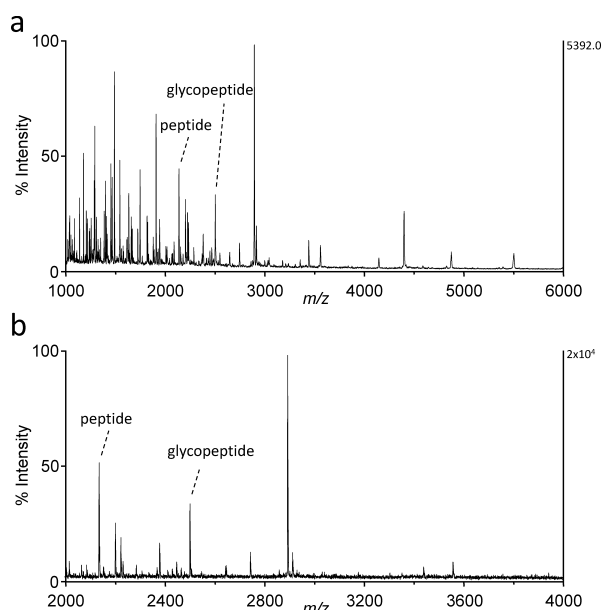 a
100
5392.0
glycopeptide
peptide
50
% Intensity
0
1000 2000 3000 4000 5000 6000
m/z
b
100
2x10⁴
peptide
glycopeptide
50
% Intensity
0
2000 2400 2800 3200 3600 4000
m/z